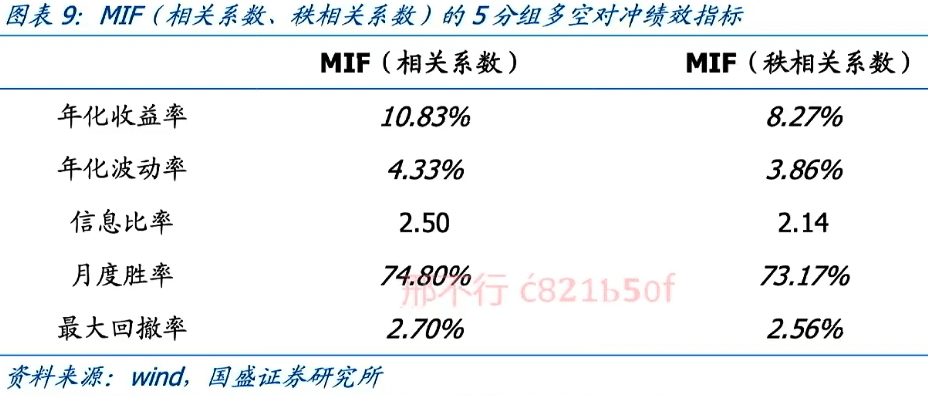 图表 9：MIF（相关系数、秩相关系数）的 5 分组多空对冲绩效指标
MIF（相关系数） MIF（秩相关系数）
年化收益率 10.83% 8.27%
年化波动率 4.33% 3.86%
信息比率 2.50 2.14
月度胜率 74.80% 73.17%
邢不行 ċ821b50f
最大回撤率 2.70% 2.56%
资料来源：wind，国盛证券研究所